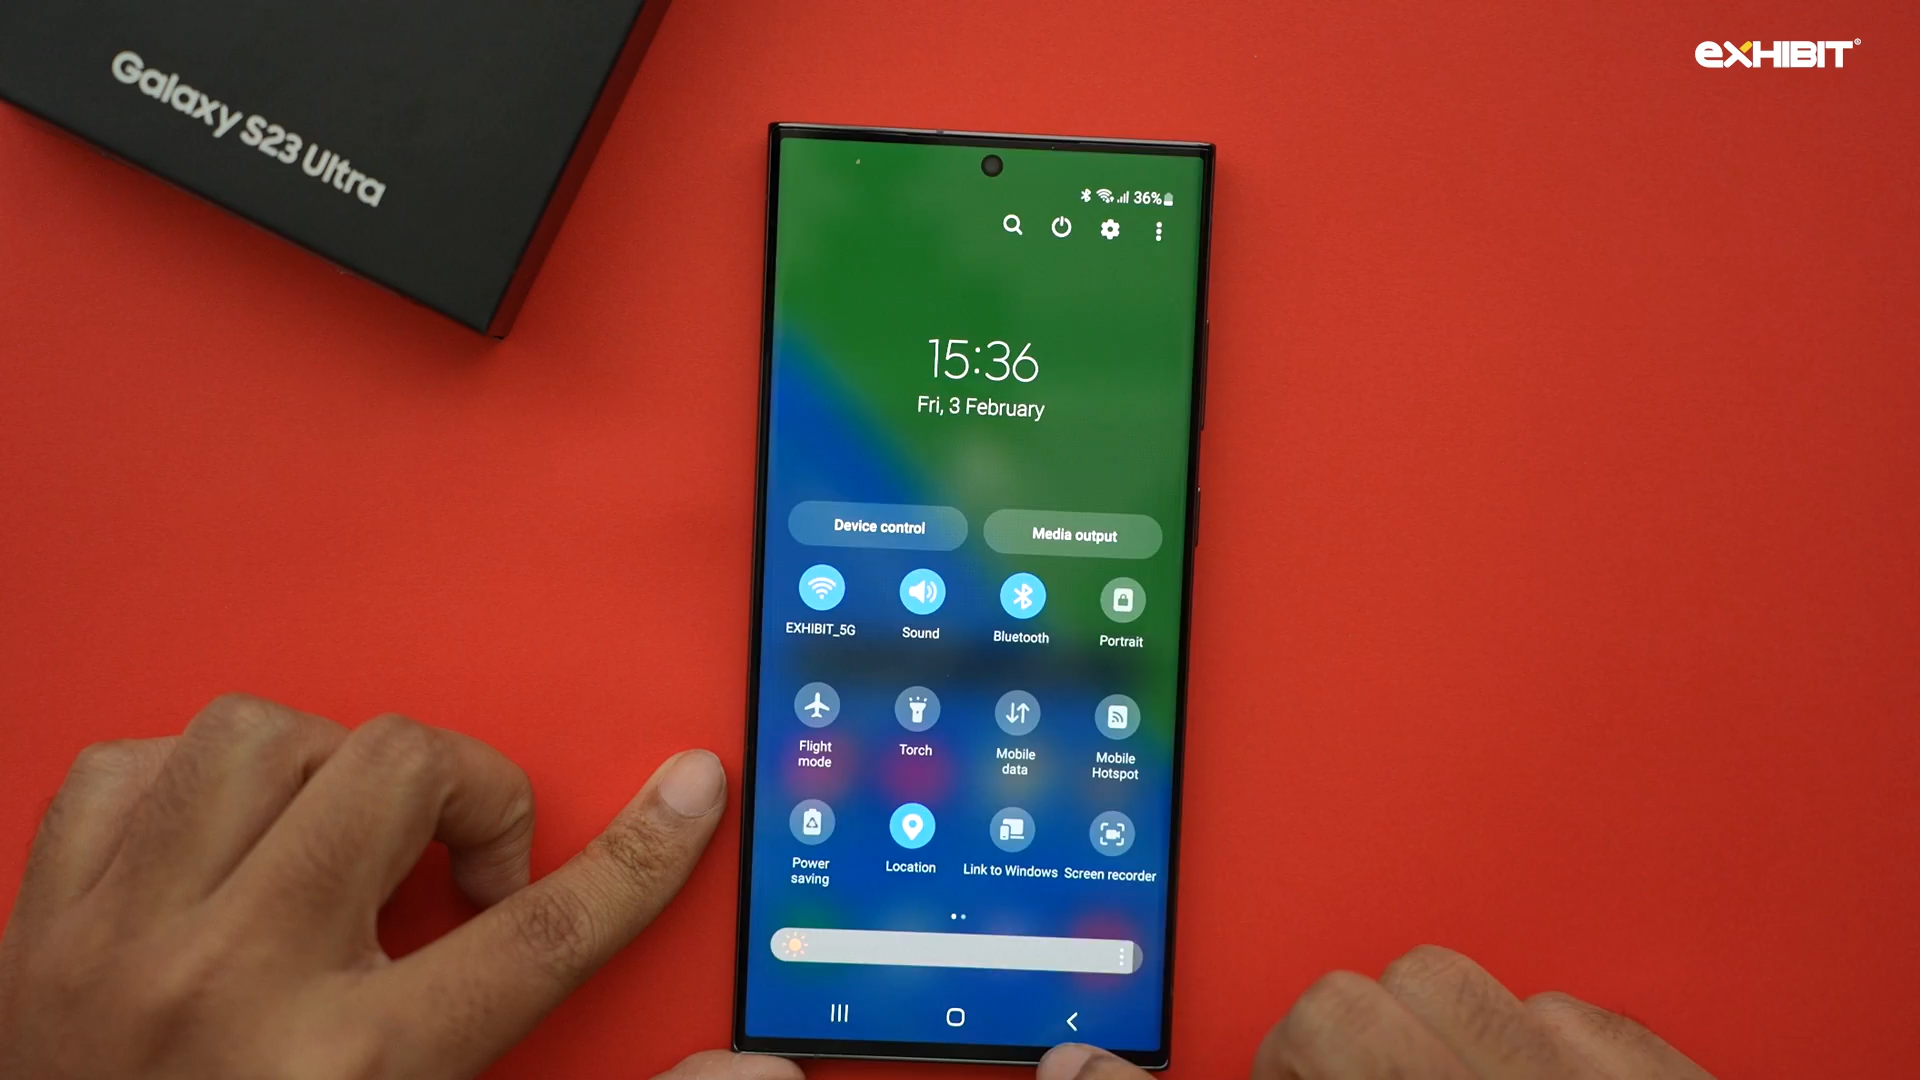 Galaxy S23 Ultra
eXHIBIT®
36%
15:36
Fri, 3 February
Device control
Media output
EXHIBIT_5G
Sound
Bluetooth
Portrait
Flight
mode
Torch
Mobile
data
Mobile
Hotspot
Power
saving
Location
Link to Windows
Screen recorder